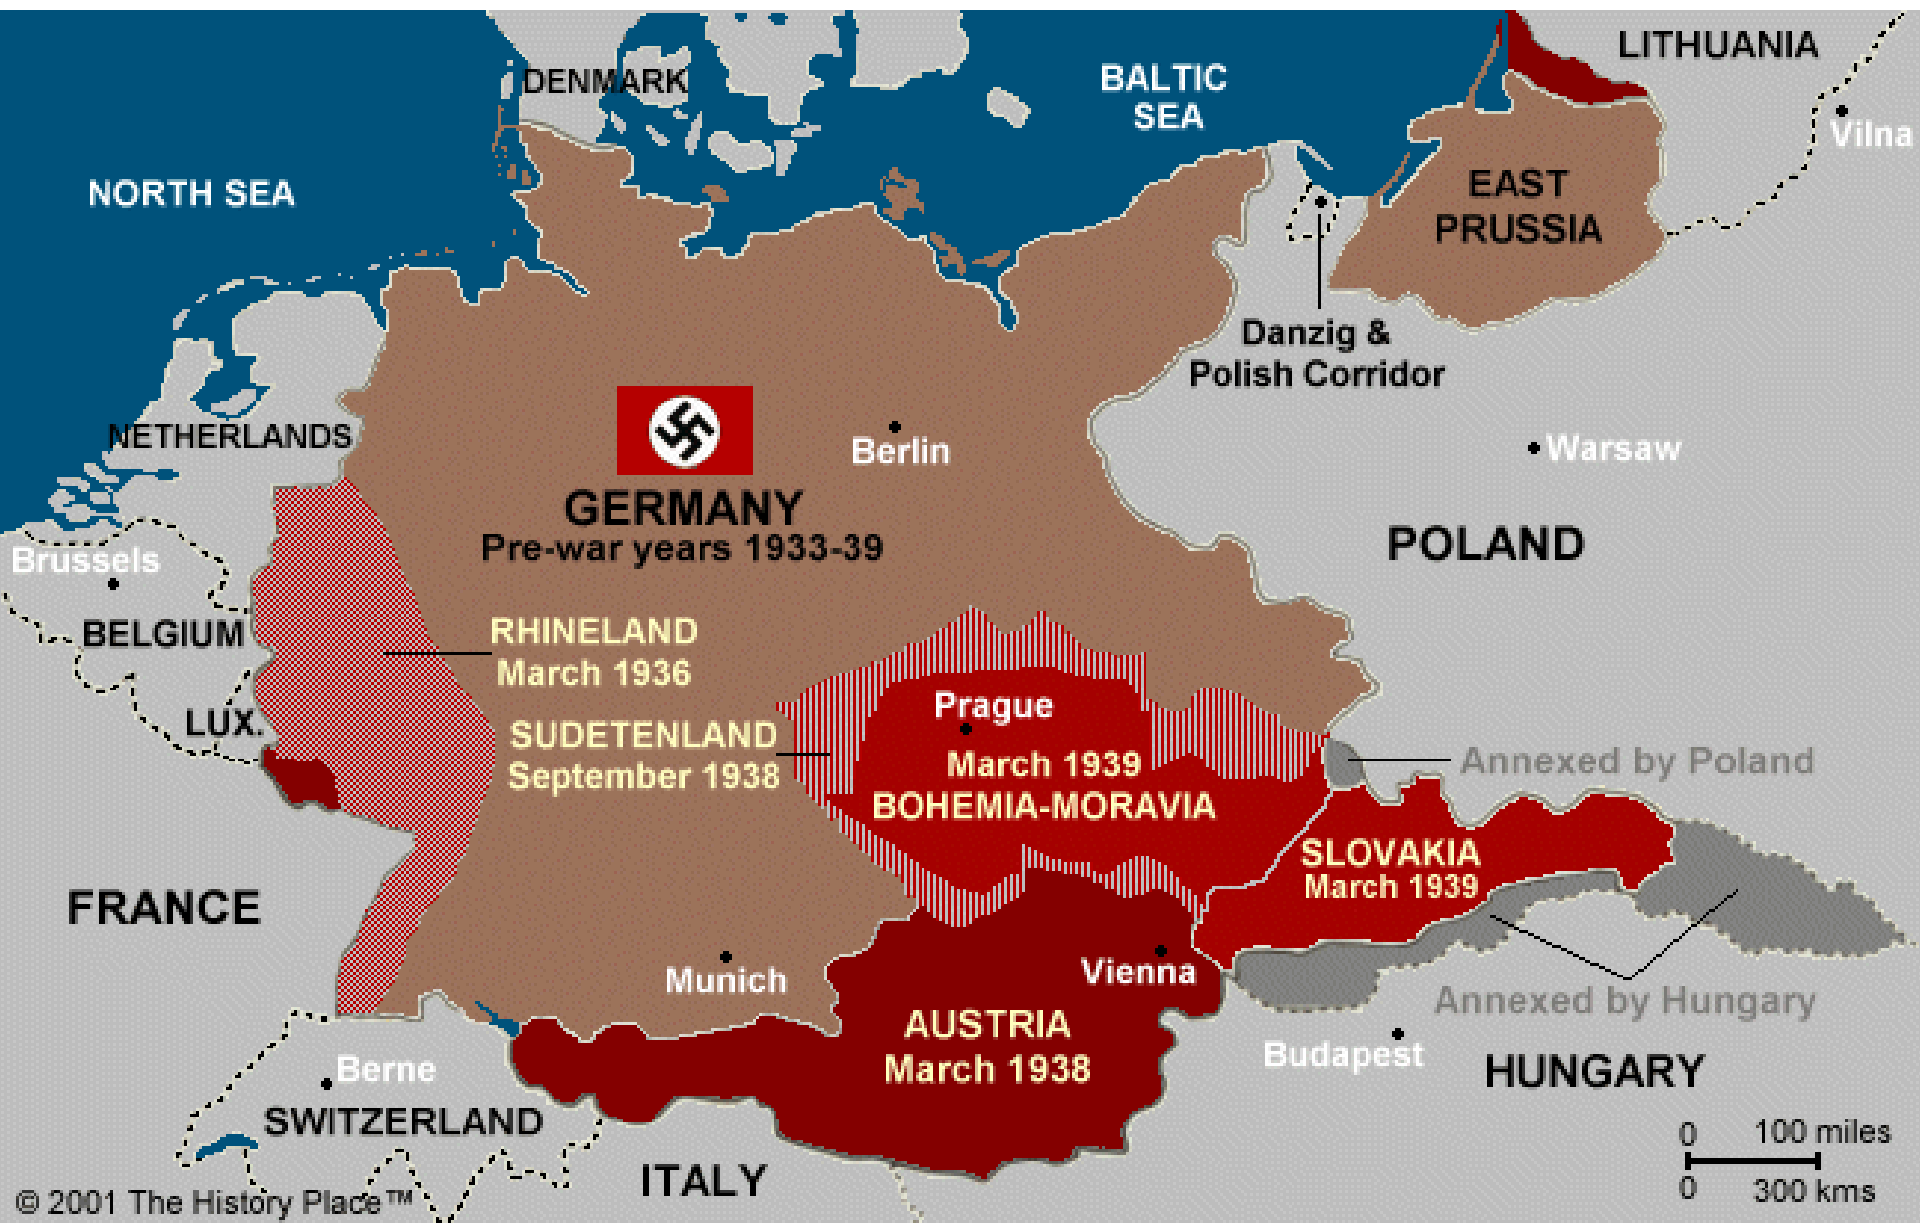 LITHUANIA
DENMARK
BALTIC
SEA
Vilna
NORTH SEA
EAST
PRUSSIA
Danzig &
Polish Corridor
NETHERLANDS
Berlin
Warsaw
GERMANY
Pre-war years 1933-39
POLAND
Brussels
BELGIUM
RHINELAND
March 1936
LUX.
SUDETENLAND
September 1938
Prague
March 1939
BOHEMIA-MORAVIA
Annexed by Poland
SLOVAKIA
March 1939
FRANCE
Munich
Vienna
Annexed by Hungary
AUSTRIA
March 1938
Budapest
HUNGARY
Berne
SWITZERLAND
ITALY
0 100 miles
0 300 kms
© 2001 The History Place™